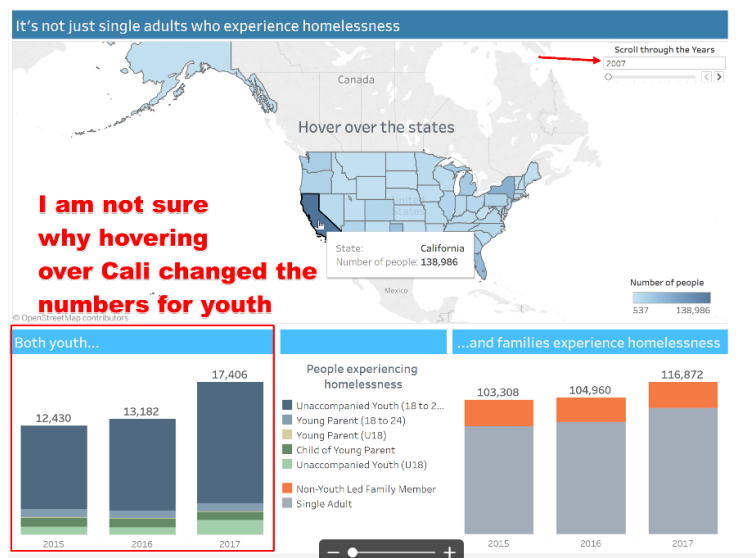 It's not just single adults who experience homelessness
Scroll through the Years
2007
Canada
Hover over the states
United
States
I am not sure
why hovering
over Cali changed the
numbers for youth
State: California
Number of people: 138,986
Mexico
Number of people
537 138,986
© OpenStreetMap contributors
Both youth...
...and families experience homelessness
12,430
13,182
17,406
2015
2016
2017
People experiencing
homelessness
Unaccompanied Youth (18 to 2...
Young Parent (18 to 24)
Young Parent (U18)
Child of Young Parent
Unaccompanied Youth (U18)
Non-Youth Led Family Member
Single Adult
103,308
104,960
116,872
2015
2016
2017